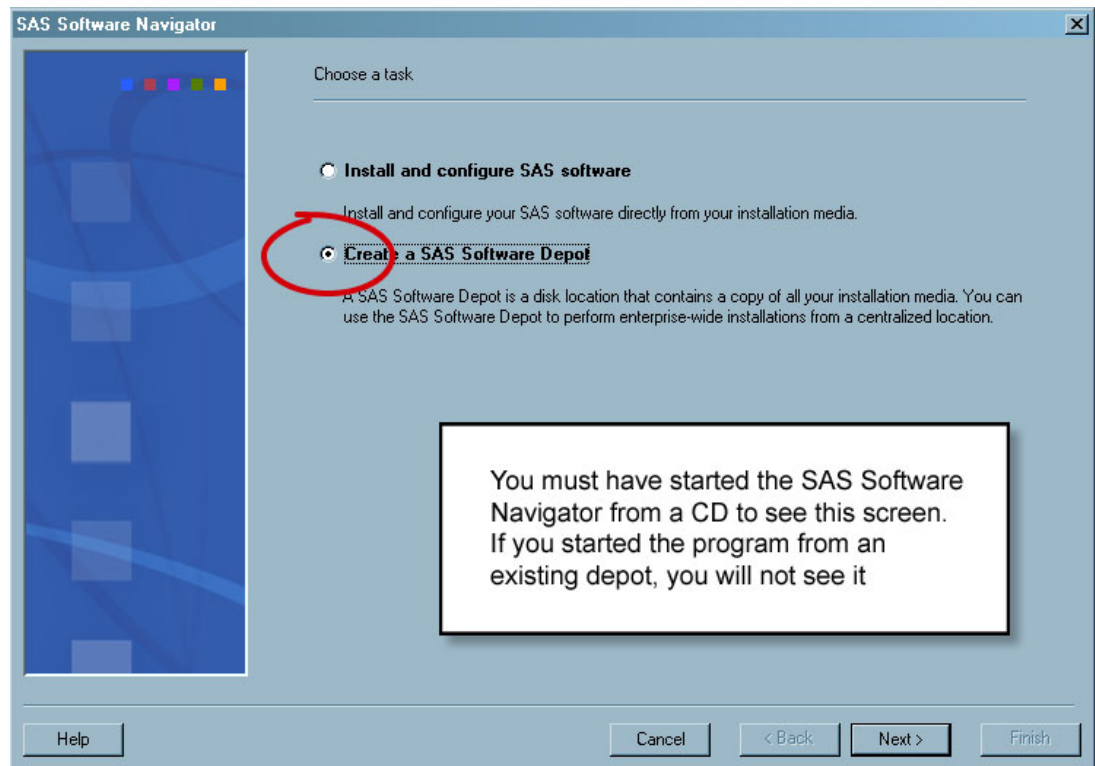 SAS Software Navigator
Choose a task
Install and configure SAS software
Install and configure your SAS software directly from your installation media.
Create a SAS Software Depot
A SAS Software Depot is a disk location that contains a copy of all your installation media. You can
use the SAS Software Depot to perform enterprise-wide installations from a centralized location.
You must have started the SAS Software
Navigator from a CD to see this screen.
If you started the program from an
existing depot, you will not see it
Help
Cancel
< Back
Next >
Finish